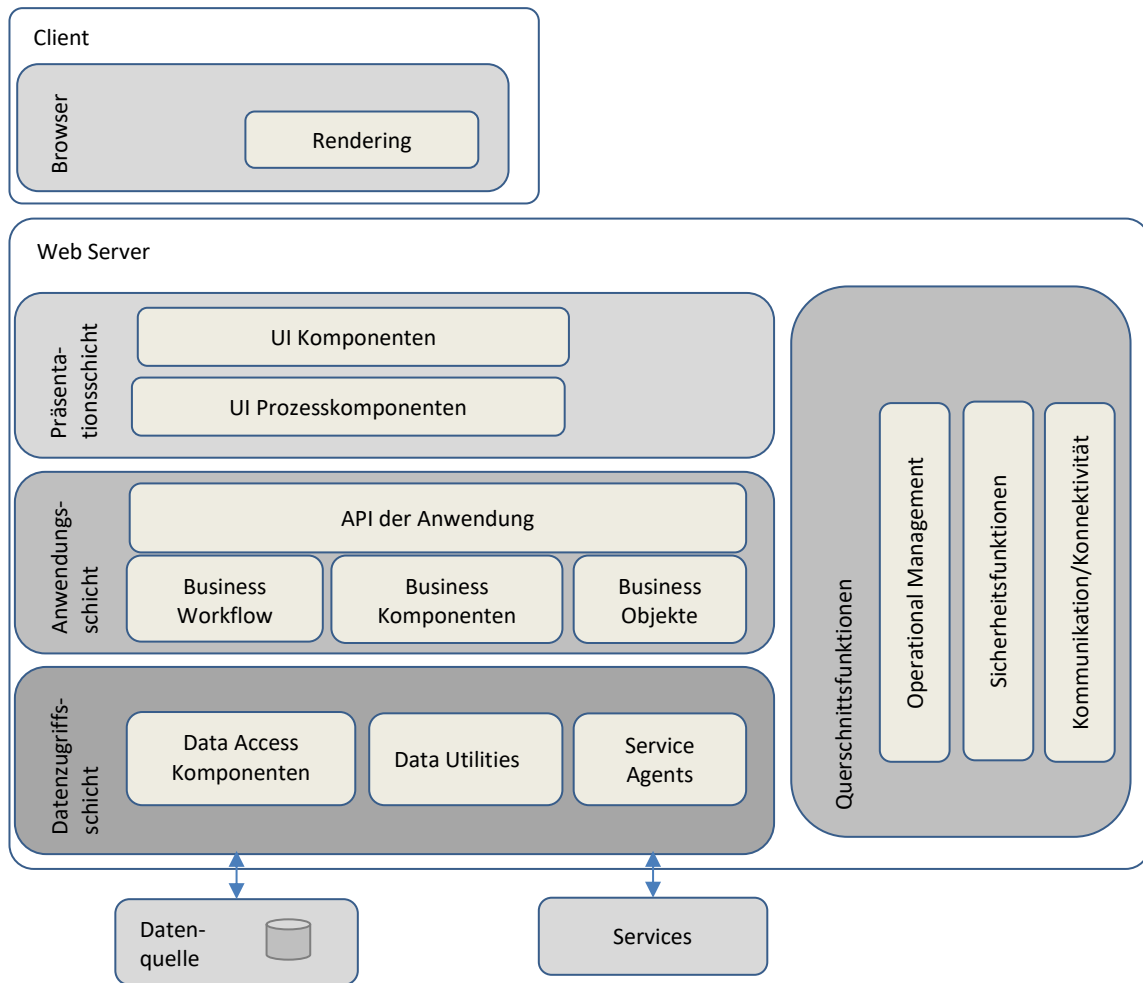 Client
Browser
Rendering
Web Server
Präsenta-
tionsschicht
UI Komponenten
UI Prozesskomponenten
Anwendungs-
schicht
API der Anwendung
Business
Workflow
Business
Komponenten
Business
Objekte
Datenzugriffs-
schicht
Data Access
Komponenten
Data Utilities
Service
Agents
Querschnittsfunktionen
Operational Management
Sicherheitsfunktionen
Kommunikation/Konnektivität
Daten-
quelle
Services